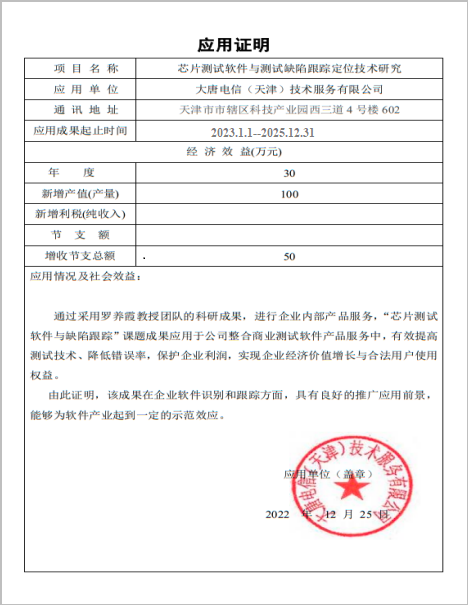 应用证明
项 目 名 称 芯片测试软件与测试缺陷跟踪定位技术研究
应 用 单 位 大唐电信（天津）技术服务有限公司
通 讯 地 址 天津市市辖区科技产业园西三道 4 号楼 602
应用成果起止时间 2023.1.1--2025.12.31
经 济 效 益(万元)
年 度 30
新增产值(产量) 100
新增利税(纯收入)
节 支 额
增收节支总额 . 50
应用情况及社会效益：
通过采用罗养霞教授团队的科研成果，进行企业内部产品服务，“芯片测试
软件与缺陷跟踪”课题成果应用于公司整合商业测试软件产品服务中，有效提高
测试技术、降低错误率，保护企业利润，实现企业经济价值增长与合法用户使用
权益。
由此证明，该成果在企业软件识别和跟踪方面，具有良好的推广应用前景，
能够为软件产业起到一定的示范效应。
应用单位（盖章）
大唐电信（天津）技术服务有限公司
2022 年 12 月 25 日